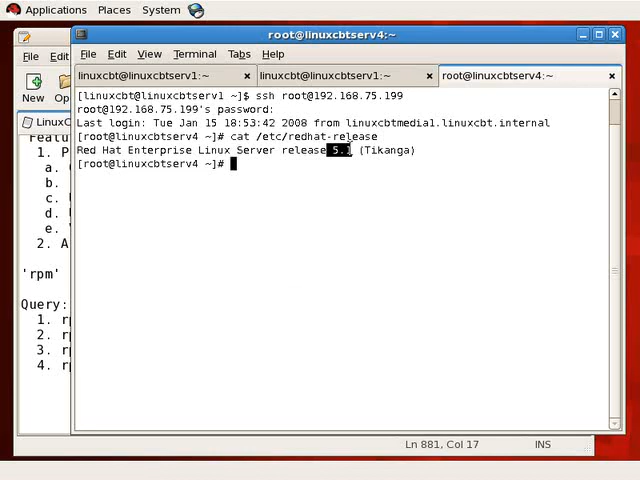 Applications Places System
root@linuxcbtserv4:~
File Edit View Terminal Tabs Help
linuxcbt@linuxcbtserv1:~ linuxcbt@linuxcbtserv1:~ root@linuxcbtserv4:~
[linuxcbt@linuxcbtserv1 ~]$ ssh root@192.168.75.199
root@192.168.75.199's password:
Last login: Tue Jan 15 18:53:42 2008 from linuxcbtmedia1.linuxcbt.internal
[root@linuxcbtserv4 ~]# cat /etc/redhat-release
Red Hat Enterprise Linux Server release 5.1 (Tikanga)
[root@linuxcbtserv4 ~]#
File Edit
New
LinuxC
1. P
a.
b.
c.
d.
e.
2. A
'rpm'
Query:
1. r
2. r
3. r
4. r
Ln 881, Col 17 INS